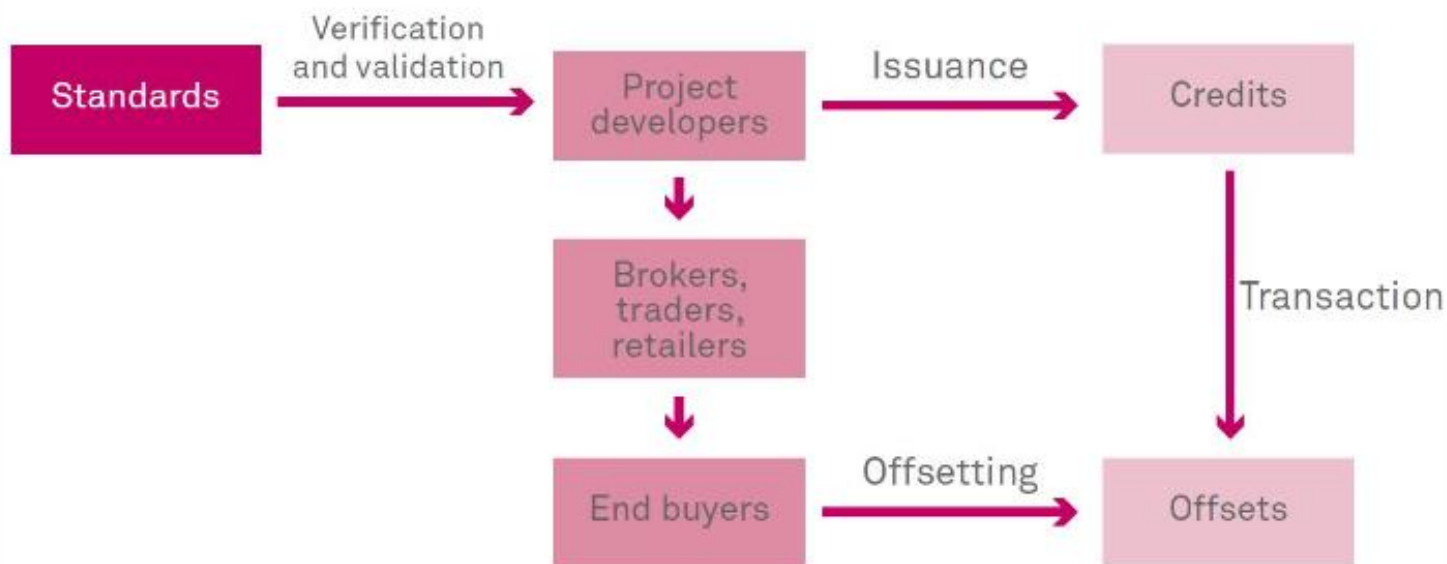 Standards
Verification
and validation
Project
developers
Issuance
Credits
Brokers,
traders,
retailers
Transaction
End buyers
Offsetting
Offsets